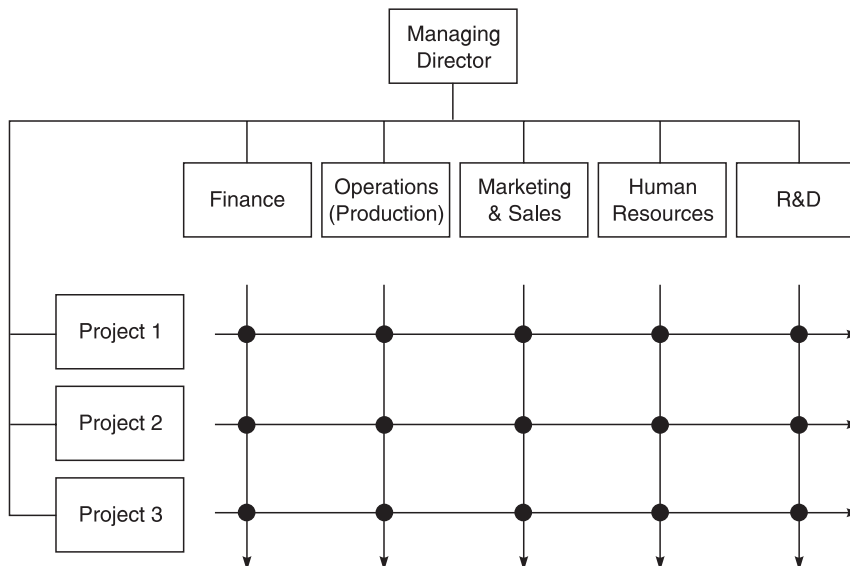 Managing
Director
Finance
Operations
(Production)
Marketing
& Sales
Human
Resources
R&D
Project 1
Project 2
Project 3